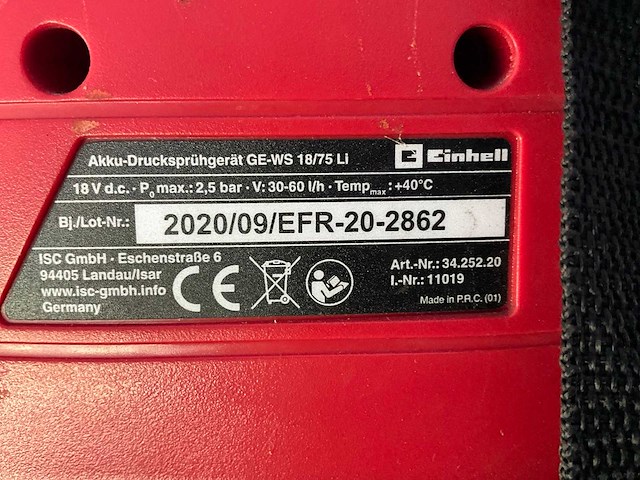 Akku-Drucksprühgerät GE-WS 18/75 Li
Einhell
18 V d.c. · P₀ max.: 2,5 bar · V: 30-60 l/h · Temp max: +40°C
Bj./Lot-Nr.: 2020/09/EFR-20-2862
ISC GmbH · Eschenstraße 6
94405 Landau/Isar
www.isc-gmbh.info
Germany
CE
Art.-Nr.: 34.252.20
I.-Nr.: 11019
Made in P.R.C. (01)